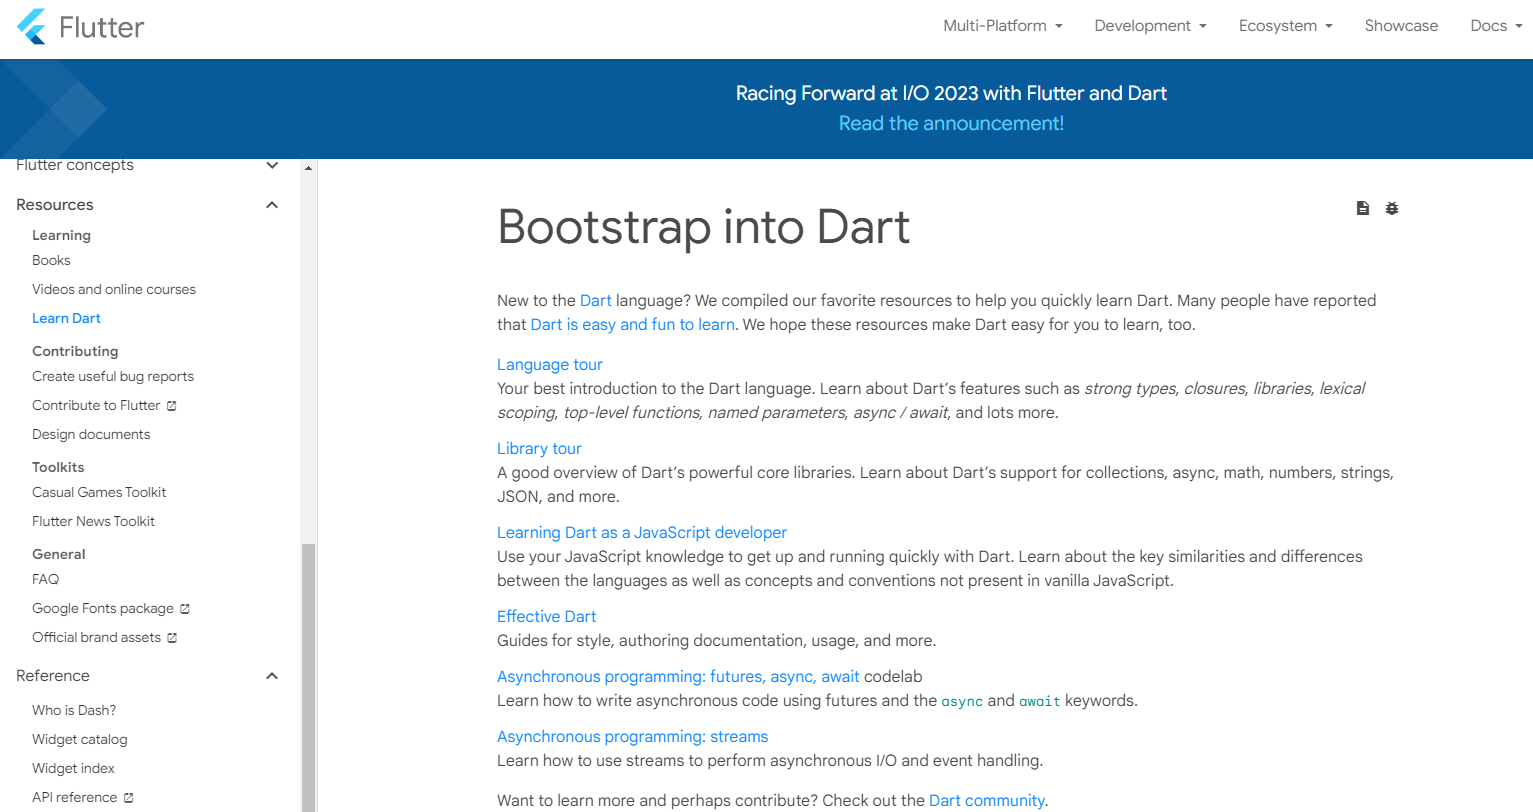 Flutter
Multi-Platform
Development
Ecosystem
Showcase
Docs
Racing Forward at I/O 2023 with Flutter and Dart
Read the announcement!
Flutter concepts
Resources
Learning
Books
Videos and online courses
Learn Dart
Contributing
Create useful bug reports
Contribute to Flutter
Design documents
Toolkits
Casual Games Toolkit
Flutter News Toolkit
General
FAQ
Google Fonts package
Official brand assets
Reference
Who is Dash?
Widget catalog
Widget index
API reference
Bootstrap into Dart
New to the Dart language? We compiled our favorite resources to help you quickly learn Dart. Many people have reported
that Dart is easy and fun to learn. We hope these resources make Dart easy for you to learn, too.
Language tour
Your best introduction to the Dart language. Learn about Dart’s features such as strong types, closures, libraries, lexical
scoping, top-level functions, named parameters, async / await, and lots more.
Library tour
A good overview of Dart’s powerful core libraries. Learn about Dart’s support for collections, async, math, numbers, strings,
JSON, and more.
Learning Dart as a JavaScript developer
Use your JavaScript knowledge to get up and running quickly with Dart. Learn about the key similarities and differences
between the languages as well as concepts and conventions not present in vanilla JavaScript.
Effective Dart
Guides for style, authoring documentation, usage, and more.
Asynchronous programming: futures, async, await codelab
Learn how to write asynchronous code using futures and the async and await keywords.
Asynchronous programming: streams
Learn how to use streams to perform asynchronous I/O and event handling.
Want to learn more and perhaps contribute? Check out the Dart community.